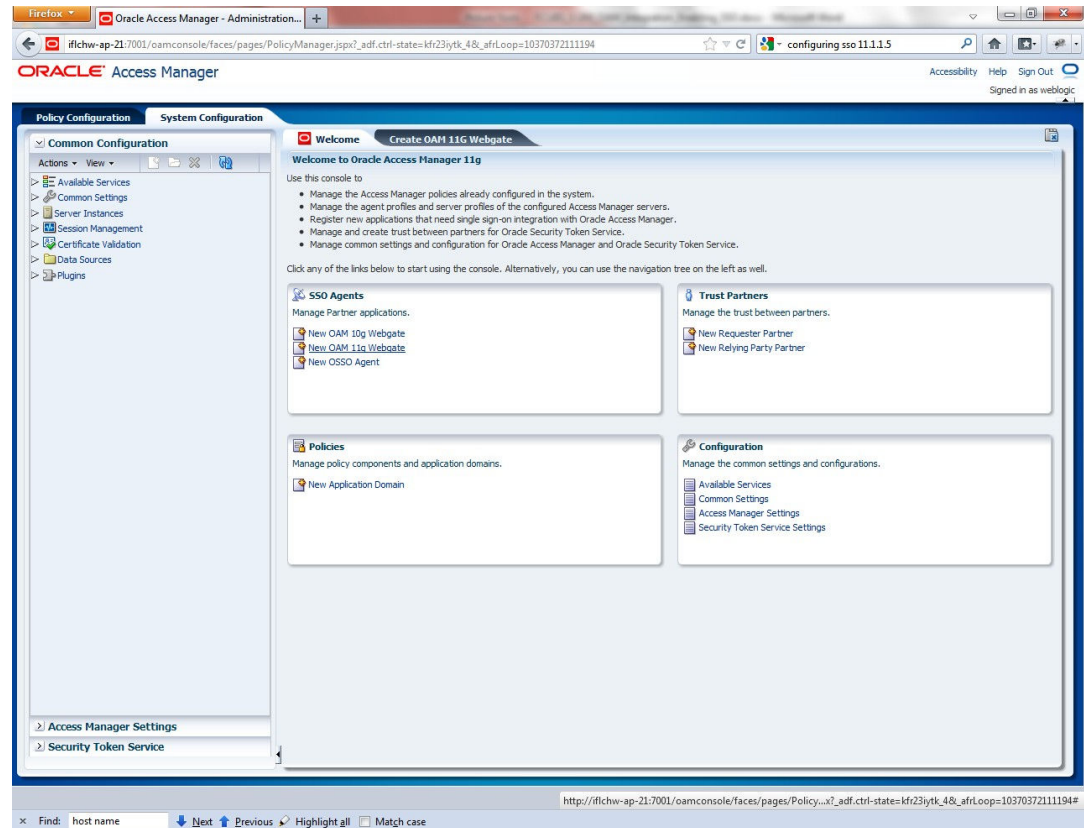 Firefox
Oracle Access Manager - Administration...
iflchw-ap-21:7001/oamconsole/faces/pages/PolicyManager.jspx?_adf.ctrl-state=kfr23iytk_4&_afrLoop=10370372111194
configuring sso 11.1.1.5
ORACLE Access Manager
Accessibility Help Sign Out
Signed in as weblogic
Policy Configuration System Configuration
Common Configuration
Actions View
Available Services
Common Settings
Server Instances
Session Management
Certificate Validation
Data Sources
Plugins
Access Manager Settings
Security Token Service
Welcome Create OAM 11G Webgate
Welcome to Oracle Access Manager 11g
Use this console to
• Manage the Access Manager policies already configured in the system.
• Manage the agent profiles and server profiles of the configured Access Manager servers.
• Register new applications that need single sign-on integration with Oracle Access Manager.
• Manage and create trust between partners for Oracle Security Token Service.
• Manage common settings and configuration for Oracle Access Manager and Oracle Security Token Service.
Click any of the links below to start using the console. Alternatively, you can use the navigation tree on the left as well.
SSO Agents
Manage Partner applications.
New OAM 10g Webgate
New OAM 11g Webgate
New OSSO Agent
Trust Partners
Manage the trust between partners.
New Requester Partner
New Relying Party Partner
Policies
Manage policy components and application domains.
New Application Domain
Configuration
Manage the common settings and configurations.
Available Services
Common Settings
Access Manager Settings
Security Token Service Settings
http://iflchw-ap-21:7001/oamconsole/faces/pages/Policy...x?_adf.ctrl-state=kfr23iytk_4&_afrLoop=10370372111194#
× Find: host name Next Previous Highlight all Match case